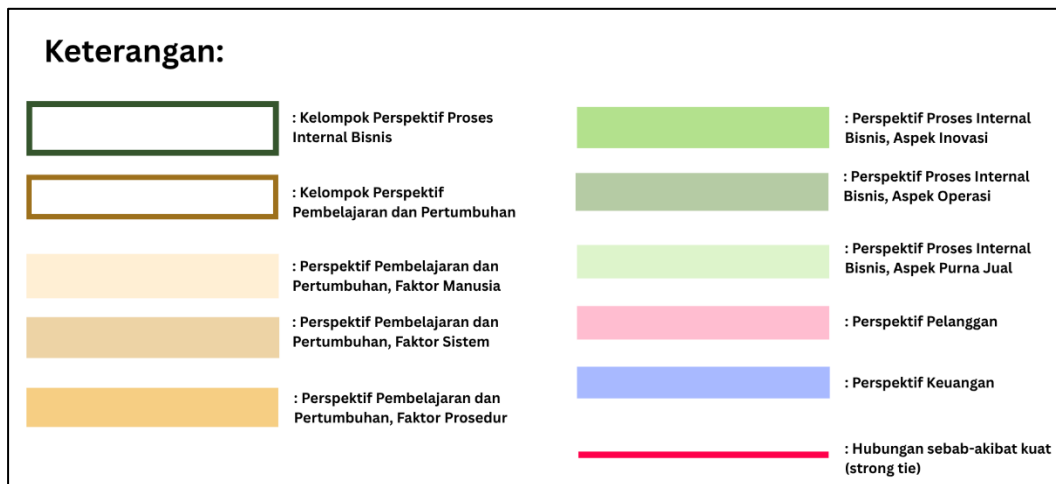 Keterangan:
: Kelompok Perspektif Proses
Internal Bisnis
: Kelompok Perspektif
Pembelajaran dan Pertumbuhan
: Perspektif Pembelajaran dan
Pertumbuhan, Faktor Manusia
: Perspektif Pembelajaran dan
Pertumbuhan, Faktor Sistem
: Perspektif Pembelajaran dan
Pertumbuhan, Faktor Prosedur
: Perspektif Proses Internal
Bisnis, Aspek Inovasi
: Perspektif Proses Internal
Bisnis, Aspek Operasi
: Perspektif Proses Internal
Bisnis, Aspek Purna Jual
: Perspektif Pelanggan
: Perspektif Keuangan
: Hubungan sebab-akibat kuat
(strong tie)